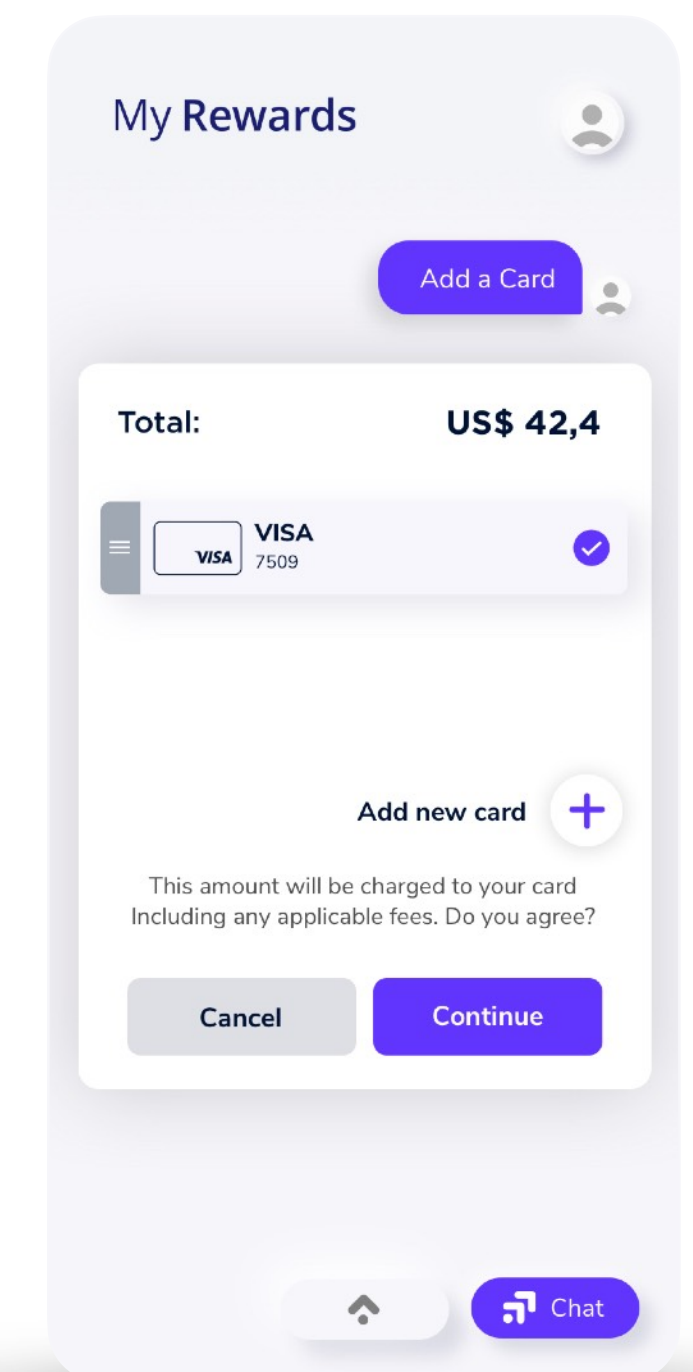 My Rewards
Add a Card
Total: US$ 42,4
VISA
VISA
7509
Add new card
This amount will be charged to your card
Including any applicable fees. Do you agree?
Cancel Continue
Chat